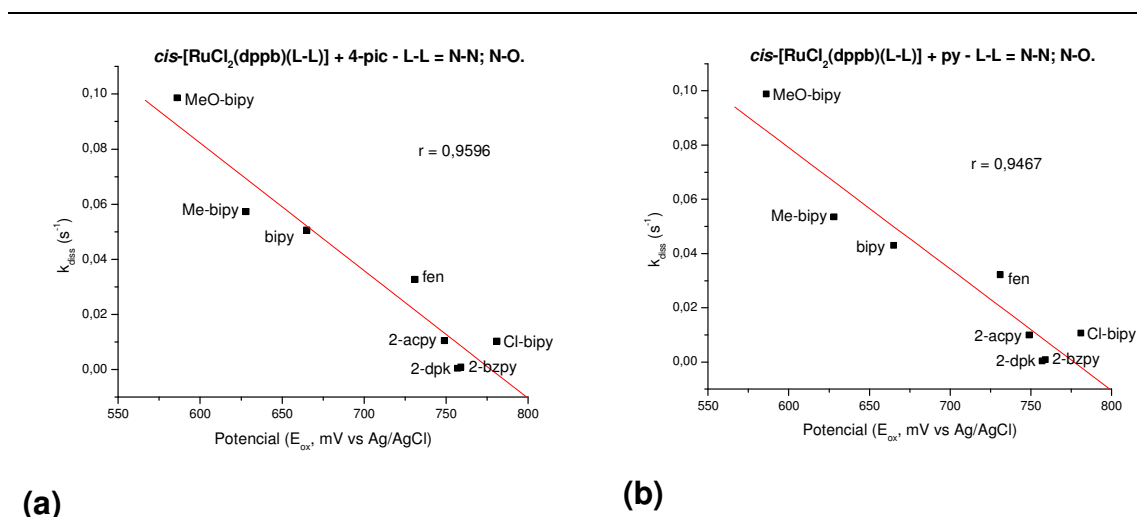 cis-[RuCl2(dppb)(L-L)] + 4-pic - L-L = N-N; N-O.
0,10
0,08
0,06
0,04
0,02
0,00
kdiss (s-1)
MeO-bipy
r = 0,9596
Me-bipy
bipy
fen
2-acpy
Cl-bipy
2-dpk
2-bzpy
550 600 650 700 750 800
Potencial (Eox, mV vs Ag/AgCl)
(a)
cis-[RuCl2(dppb)(L-L)] + py - L-L = N-N; N-O.
0,10
0,08
0,06
0,04
0,02
0,00
kdiss (s-1)
MeO-bipy
r = 0,9467
Me-bipy
bipy
fen
2-acpy
Cl-bipy
2-dpk
2-bzpy
550 600 650 700 750 800
Potencial (Eox, mV vs Ag/AgCl)
(b)